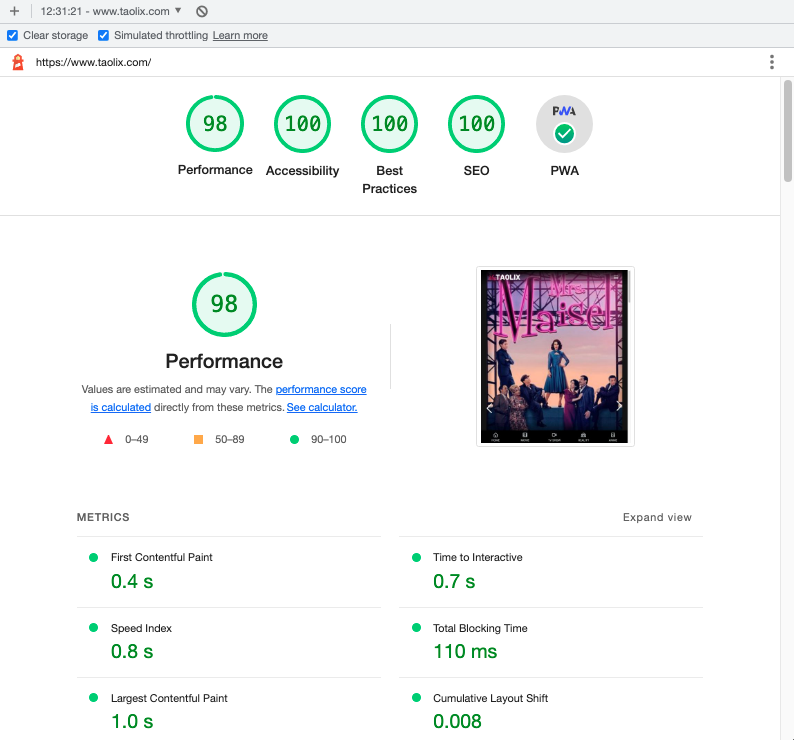 12:31:21 - www.taolix.com
Clear storage Simulated throttling Learn more
https://www.taolix.com/
98 100 100 100 PWA
Performance Accessibility Best Practices SEO PWA
98
Performance
Values are estimated and may vary. The performance score
is calculated directly from these metrics. See calculator.
0–49 50–89 90–100
TAOLIX
Mrs.
Maisel
METRICS Expand view
First Contentful Paint Time to Interactive
0.4 s 0.7 s
Speed Index Total Blocking Time
0.8 s 110 ms
Largest Contentful Paint Cumulative Layout Shift
1.0 s 0.008